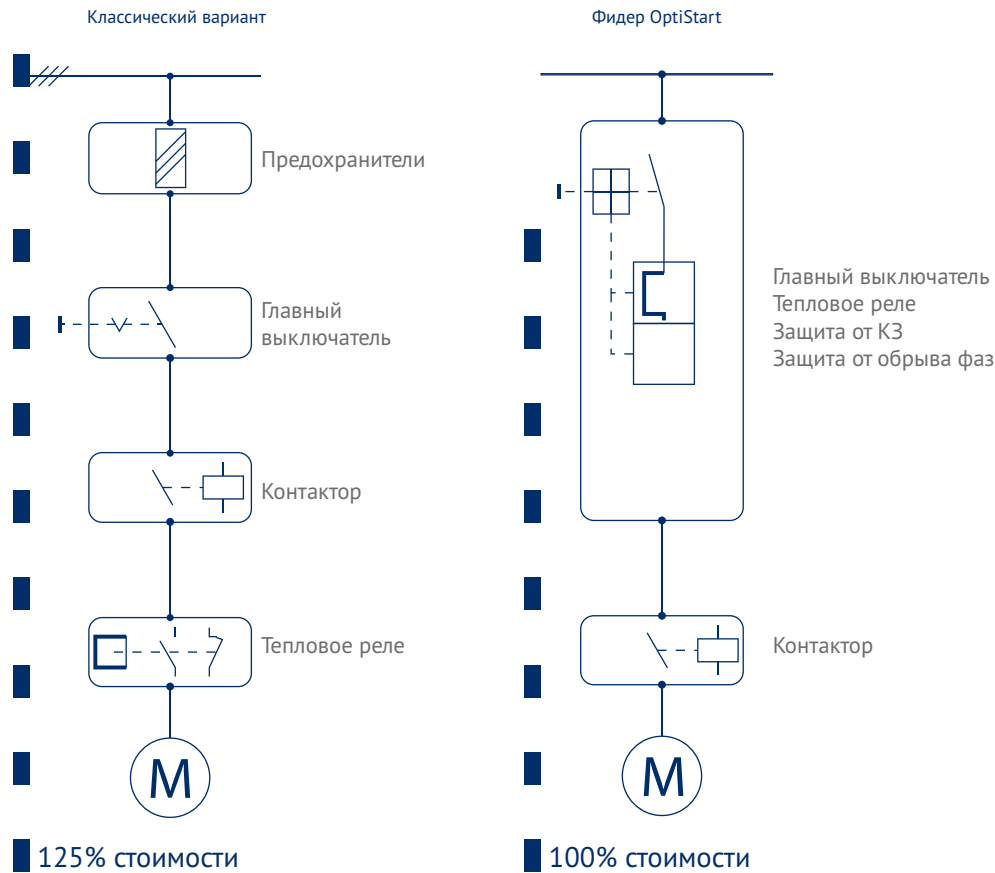 Классический вариант
Предохранители
Главный
выключатель
Контактор
Тепловое реле
M
125% стоимости
Фидер OptiStart
Главный выключатель
Тепловое реле
Защита от КЗ
Защита от обрыва фаз
Контактор
M
100% стоимости